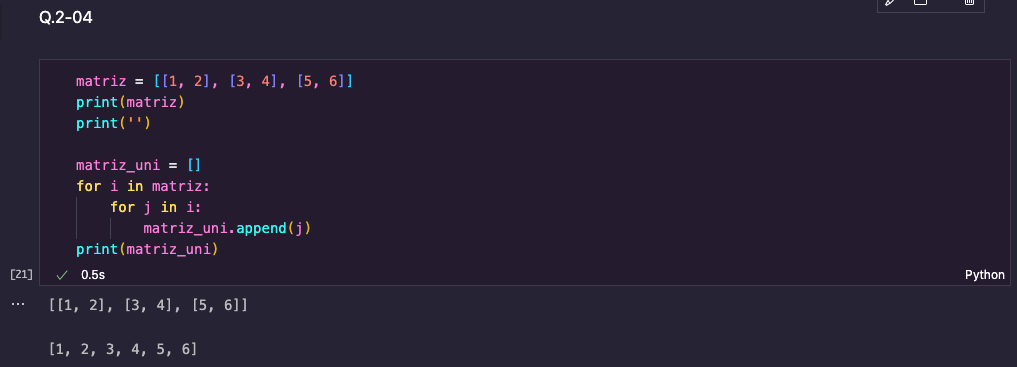 Q.2-04
matriz = [[1, 2], [3, 4], [5, 6]]
print(matriz)
print('')

matriz_uni = []
for i in matriz:
    for j in i:
        matriz_uni.append(j)
print(matriz_uni)
[21] ✓ 0.5s Python
... [[1, 2], [3, 4], [5, 6]]

[1, 2, 3, 4, 5, 6]